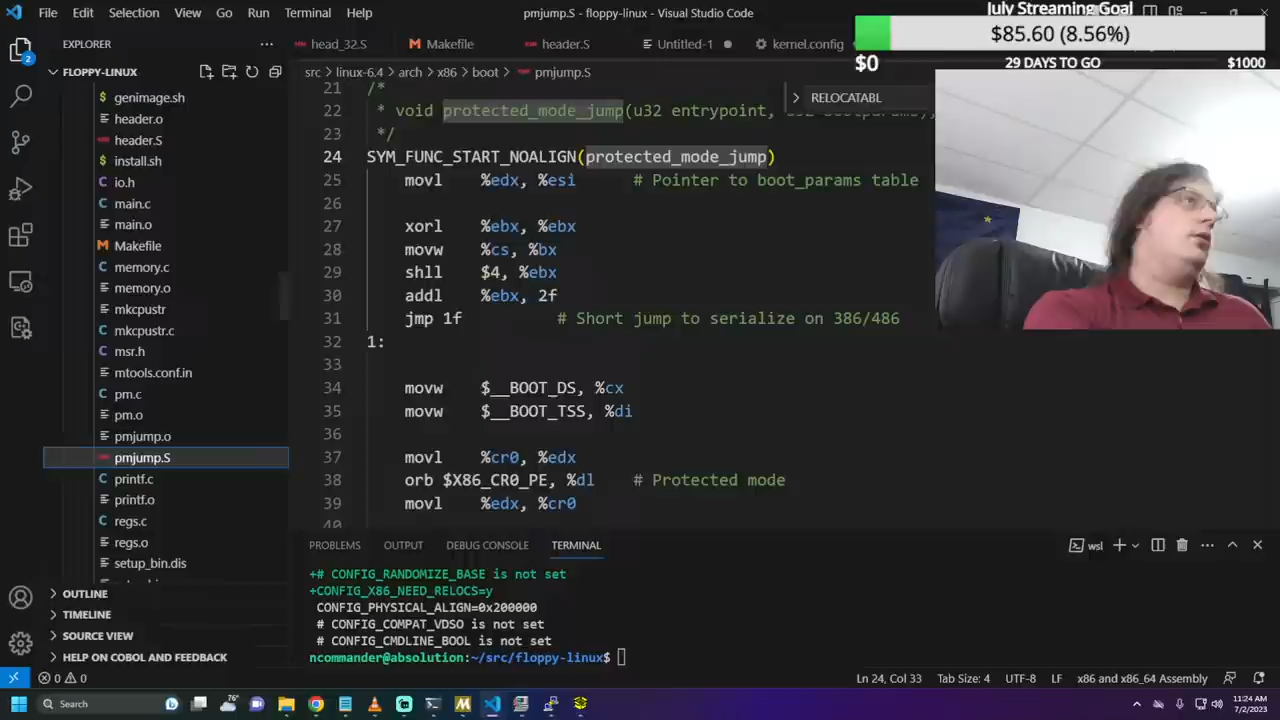 File Edit Selection View Go Run Terminal
pmjump.S - floppy-linux - Visual Studio Code
July Streaming Goal
$85.60 (8.56%)
$0 29 DAYS TO GO $1000
EXPLORER
head_32.S Makefile header.S Untitled-1 kernel.config
FLOPPY-LINUX
src > linux-6.4 > arch > x86 > boot > pmjump.S
RELOCATABL
genimage.sh
header.o
header.S
install.sh
io.h
main.c
main.o
Makefile
memory.c
memory.o
mkcpustr
mkcpustr.c
msr.h
mtools.conf.in
pm.c
pm.o
pmjump.o
pmjump.S
printf.c
printf.o
regs.c
regs.o
setup_bin.dis
OUTLINE
TIMELINE
SOURCE VIEW
HELP ON COBOL AND FEEDBACK
21 /*
22 * void protected_mode_jump(u32 entrypoint,
23 */
24 SYM_FUNC_START_NOALIGN(protected_mode_jump)
25 movl %edx, %esi # Pointer to boot_params table
26
27 xorl %ebx, %ebx
28 movw %cs, %bx
29 shll $4, %ebx
30 addl %ebx, 2f
31 jmp 1f # Short jump to serialize on 386/486
32 1:
33
34 movw $__BOOT_DS, %cx
35 movw $__BOOT_TSS, %di
36
37 movl %cr0, %edx
38 orb $X86_CR0_PE, %dl # Protected mode
39 movl %edx, %cr0
40
PROBLEMS OUTPUT DEBUG CONSOLE TERMINAL
wsl
+# CONFIG_RANDOMIZE_BASE is not set
+CONFIG_X86_NEED_RELOCS=y
CONFIG_PHYSICAL_ALIGN=0x200000
# CONFIG_COMPAT_VDSO is not set
# CONFIG_CMDLINE_BOOL is not set
ncommander@absolution:~/src/floppy-linux$
0 0 Ln 24, Col 33 Tab Size: 4 UTF-8 LF x86 and x86_64 Assembly
Search
76°
11:24 AM
7/2/2023